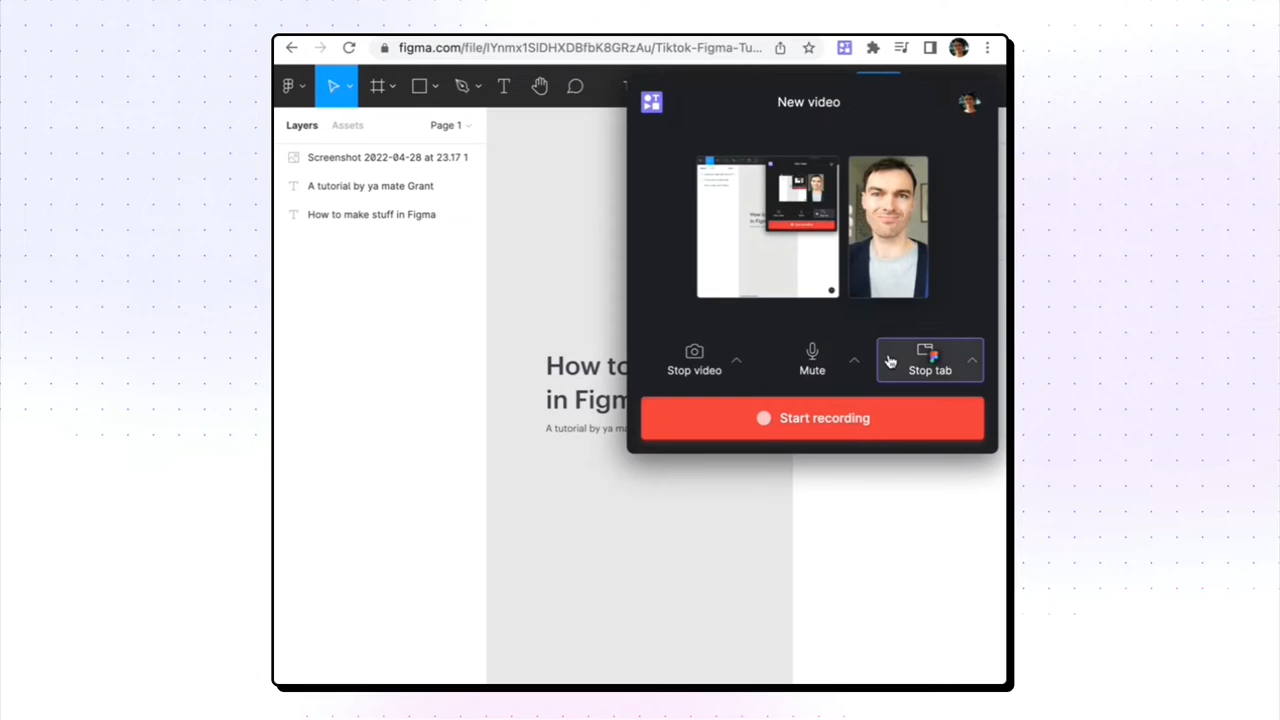 figma.com/file/IYnmx1SlDHXDBfbK8GRzAu/Tiktok-Figma-Tu...
Layers Assets Page 1
Screenshot 2022-04-28 at 23.17 1
A tutorial by ya mate Grant
How to make stuff in Figma
How to
in Figm
A tutorial by ya ma
New video
Stop video Mute Stop tab
Start recording